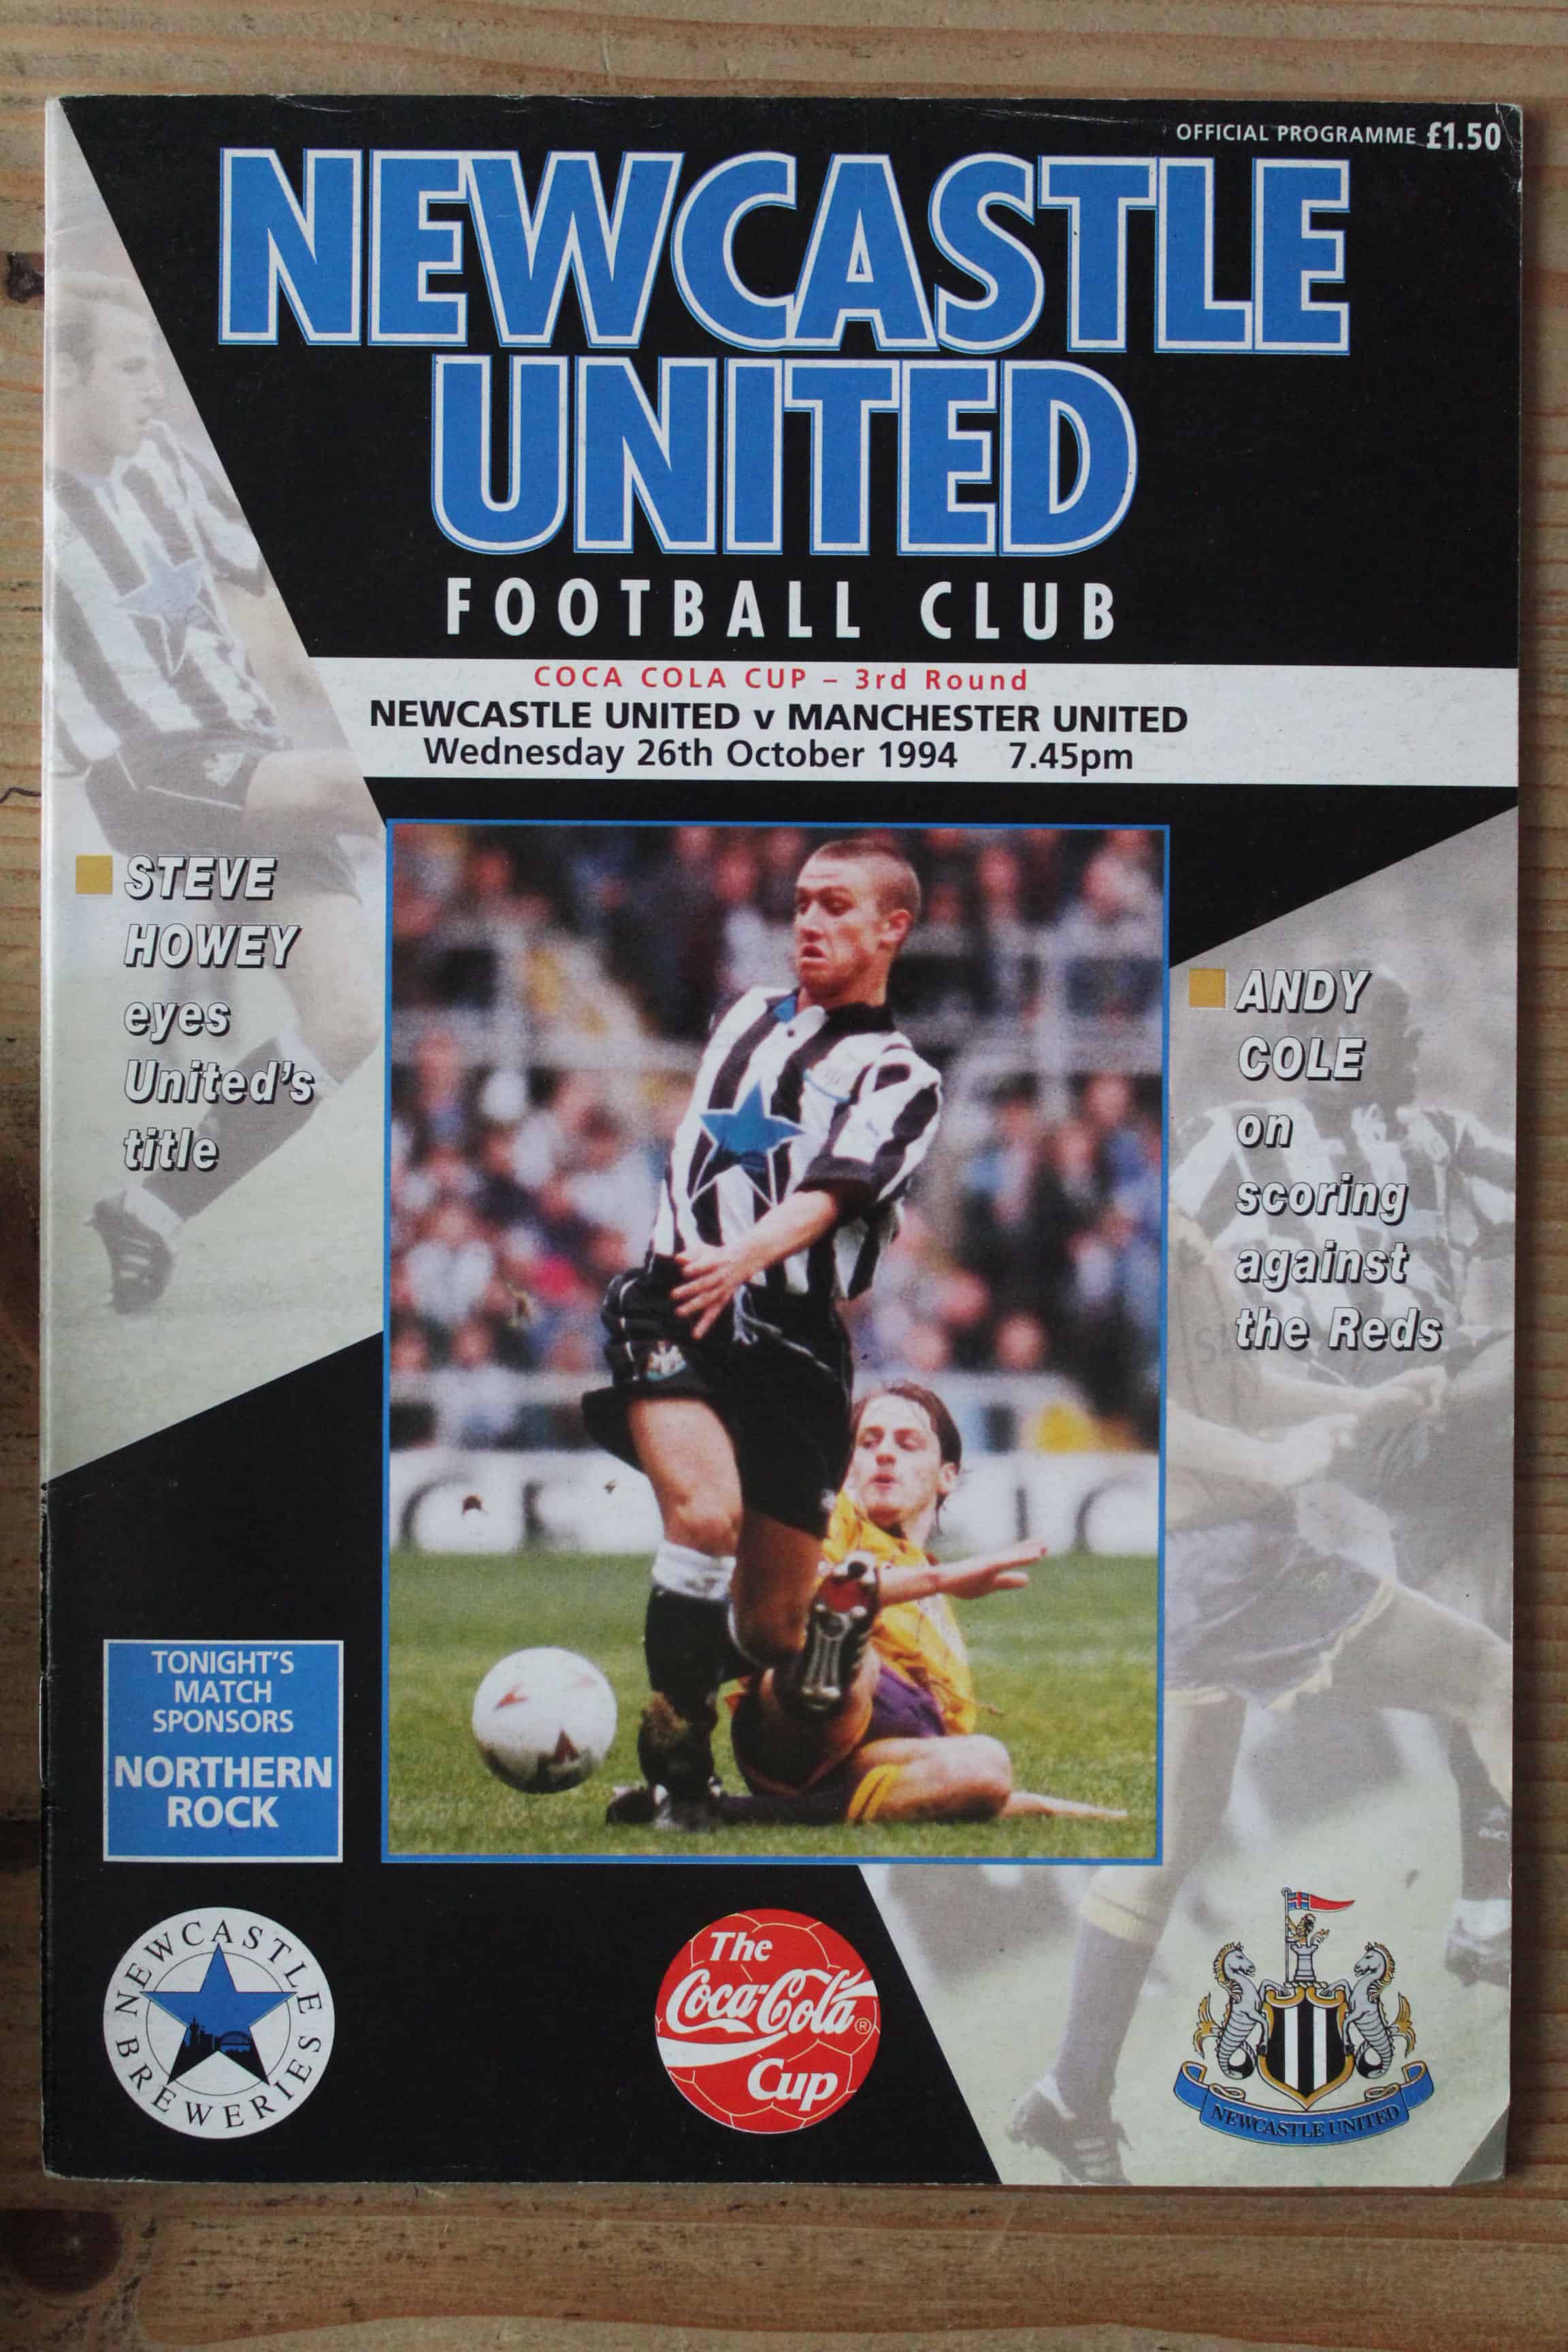 OFFICIAL PROGRAMME £1.50
NEWCASTLE
UNITED
FOOTBALL CLUB
COCA COLA CUP – 3rd Round
NEWCASTLE UNITED v MANCHESTER UNITED
Wednesday 26th October 1994 7.45pm
STEVE
HOWEY
eyes
United's
title
ANDY
COLE
on
scoring
against
the Reds
TONIGHT'S
MATCH
SPONSORS
NORTHERN
ROCK
NEWCASTLE BREWERIES
The
Coca-Cola®
Cup
NEWCASTLE UNITED